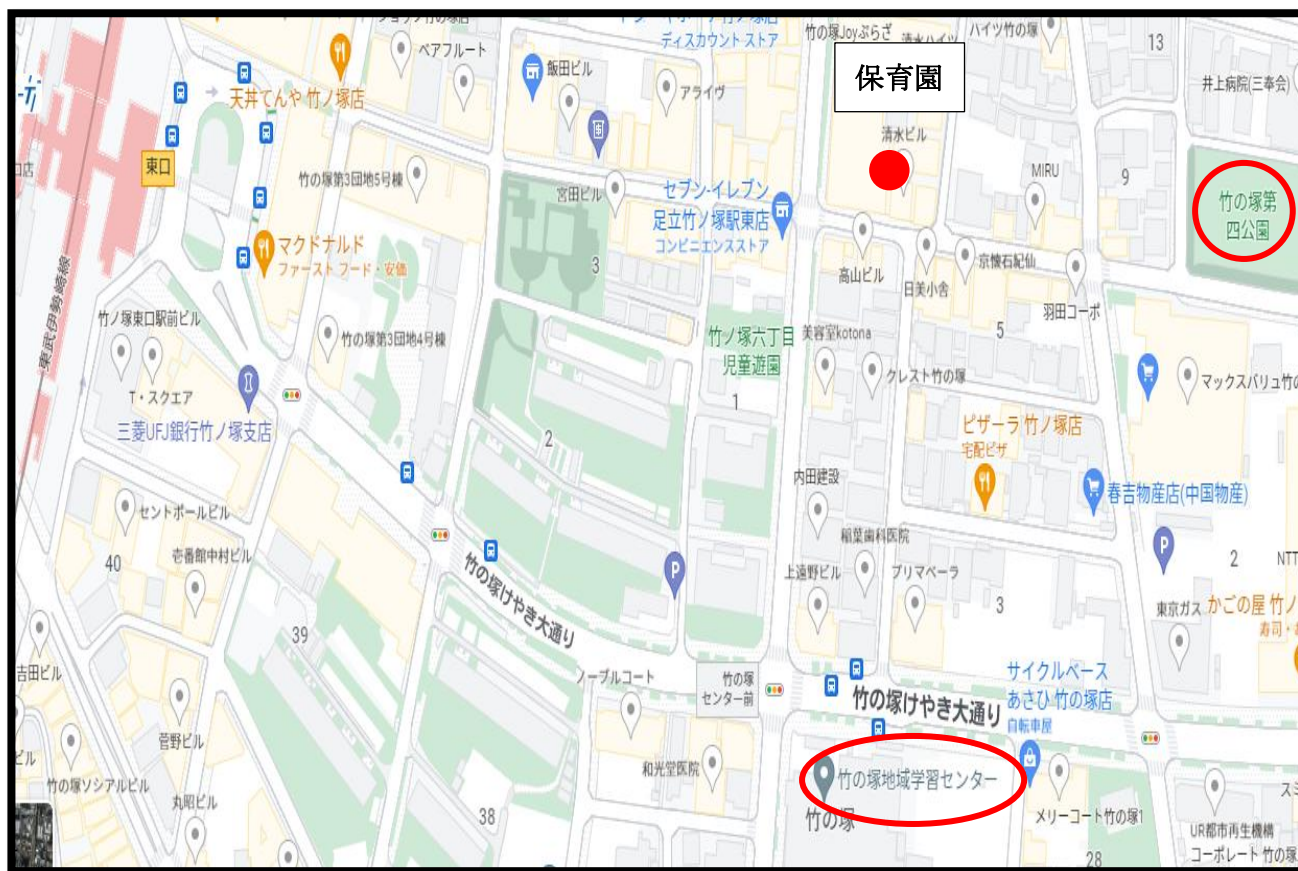 ベアフルート
天丼てんや 竹ノ塚店
東口
竹の塚第3団地5号棟
マクドナルド
ファースト フード・安価
東武伊勢崎線
竹ノ塚東口駅前ビル
T・スクエア
三菱UFJ銀行竹ノ塚支店
竹の塚第3団地4号棟
ディスカウント ストア
飯田ビル
アライヴ
宮田ビル
3
セブン-イレブン
足立竹ノ塚駅東店
コンビニエンスストア
竹の塚Joyぷらざ
清水ハイツ
ハイツ竹の塚
保育園
清水ビル
MIRU
13
井上病院(三奉会)
9
竹の塚第
四公園
高山ビル
日美小舎
京懐石紀仙
羽田コーポ
5
竹ノ塚六丁目
児童遊園
美容室kotona
クレスト竹の塚
マックスバリュ竹の
1
2
ピザーラ 竹ノ塚店
宅配ピザ
内田建設
春吉物産店(中国物産)
セントポールビル
40
壱番館中村ビル
稲葉歯科医院
上遠野ビル
プリマベーラ
3
2
NTT
東京ガス
かごの屋 竹ノ
寿司・お
竹の塚けやき大通り
39
吉田ビル
菅野ビル
ビル
竹の塚ソシアルビル
丸昭ビル
ノーブルコート
竹の塚
センター前
竹の塚けやき大通り
サイクルベース
あさひ 竹の塚店
自転車屋
和光堂医院
竹の塚地域学習センター
竹の塚
メリーコート竹の塚1
38
28
UR都市再生機構
コーポレート 竹の塚